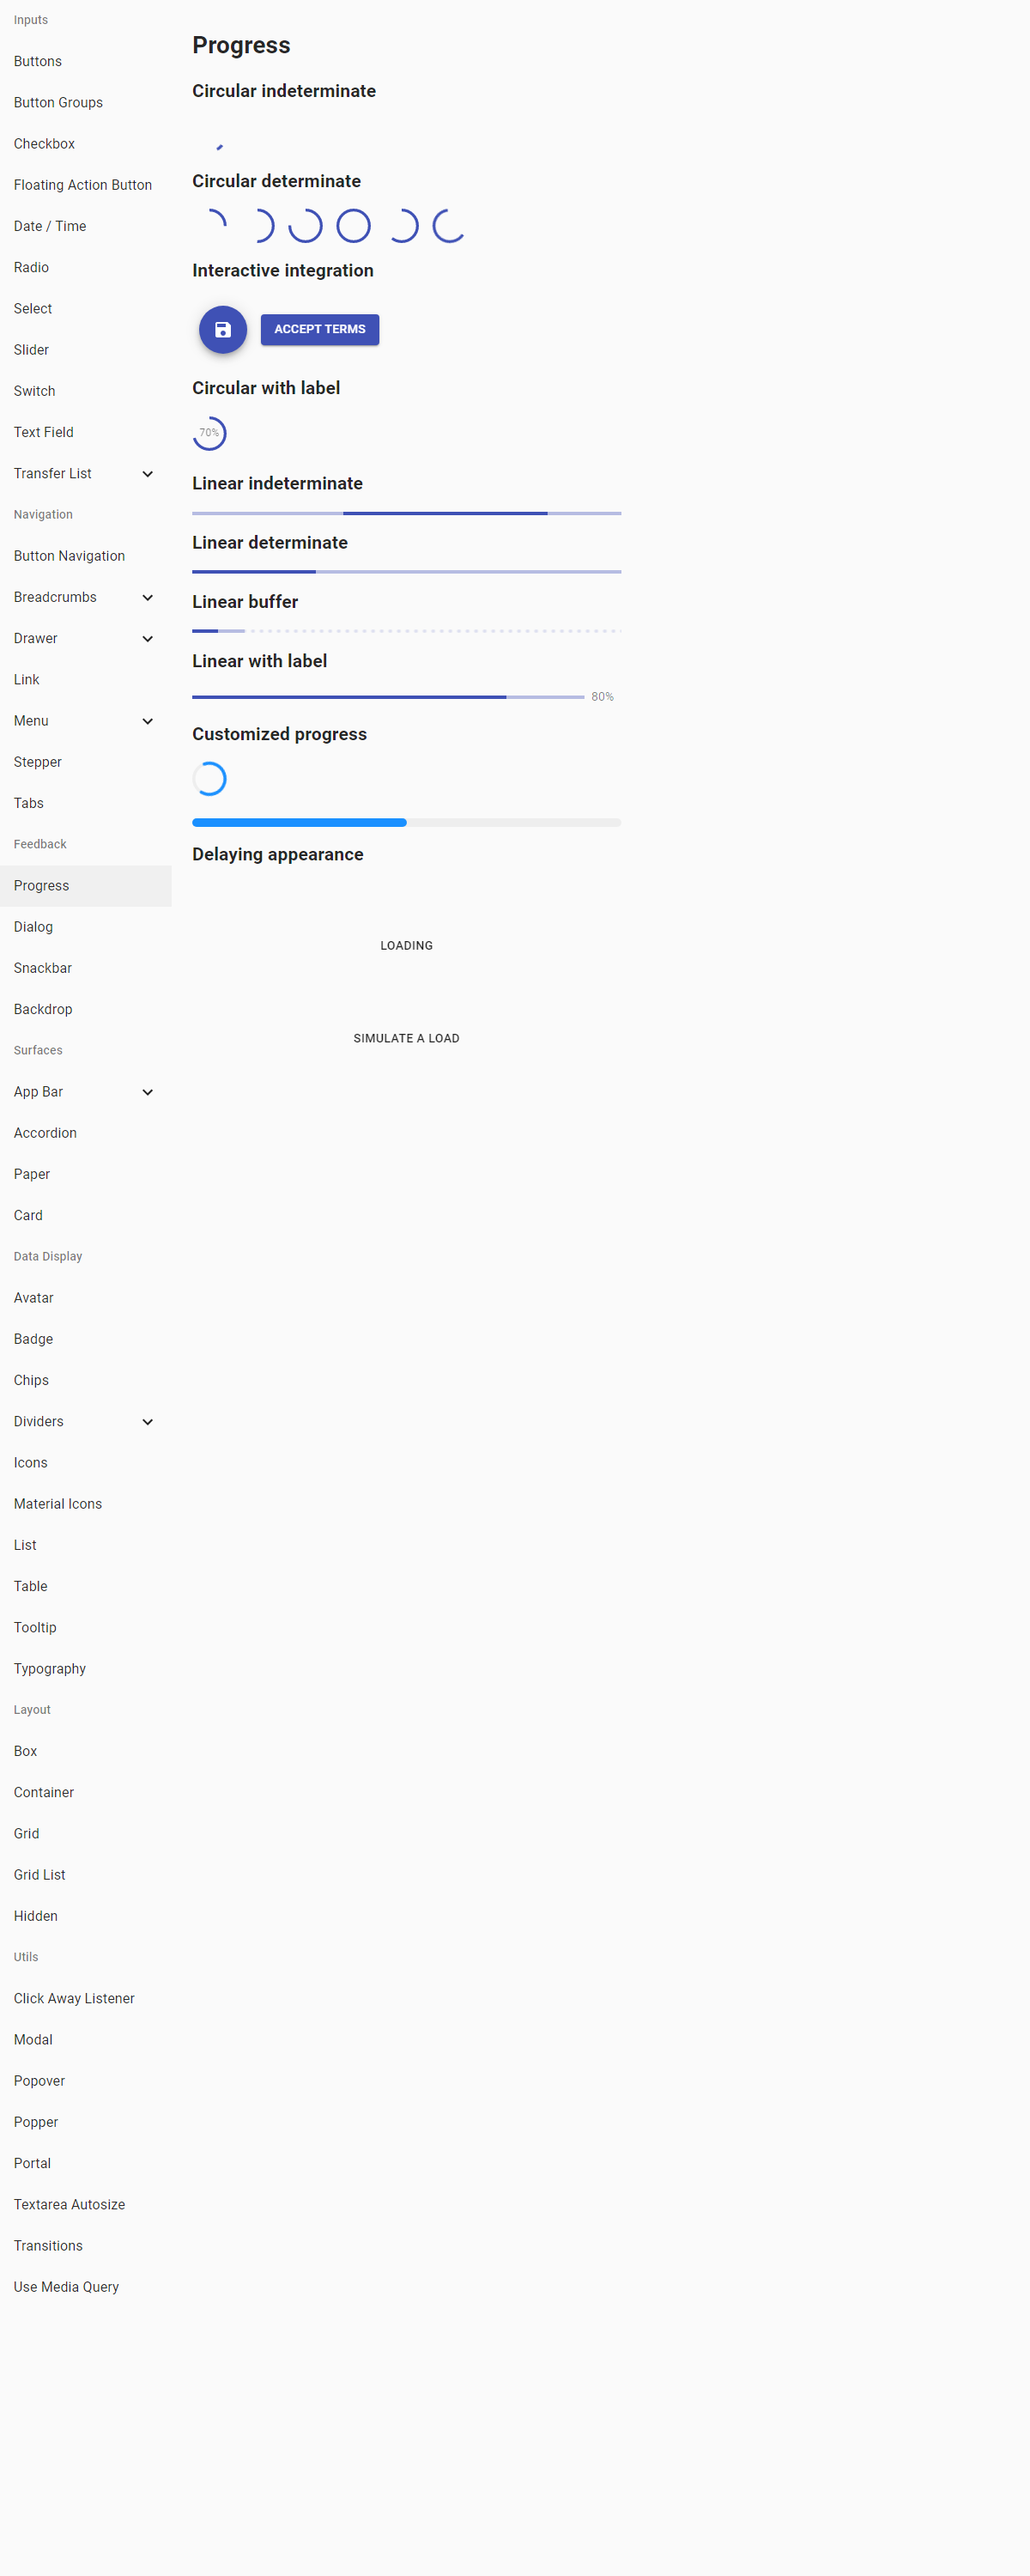 Inputs
Buttons
Button Groups
Checkbox
Floating Action Button
Date / Time
Radio
Select
Slider
Switch
Text Field
Transfer List
Navigation
Button Navigation
Breadcrumbs
Drawer
Link
Menu
Stepper
Tabs
Feedback
Progress
Dialog
Snackbar
Backdrop
Surfaces
App Bar
Accordion
Paper
Card
Data Display
Avatar
Badge
Chips
Dividers
Icons
Material Icons
List
Table
Tooltip
Typography
Layout
Box
Container
Grid
Grid List
Hidden
Utils
Click Away Listener
Modal
Popover
Popper
Portal
Textarea Autosize
Transitions
Use Media Query
Progress
Circular indeterminate
Circular determinate
Interactive integration
ACCEPT TERMS
Circular with label
70%
Linear indeterminate
Linear determinate
Linear buffer
Linear with label
80%
Customized progress
Delaying appearance
LOADING
SIMULATE A LOAD